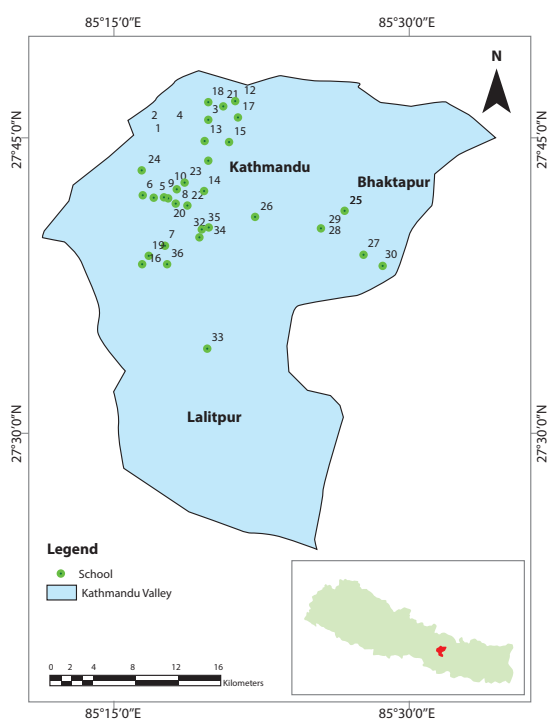 85°15'0"E 85°30'0"E
N
18 21 12
2 4 3 17
1 13 15
27°45'0"N 27°45'0"N
24 23 Kathmandu
6 5 9 10 8 22 14 Bhaktapur
20 26 25
32 35 29
7 34 28
19 36 27
16 30
33
Lalitpur
27°30'0"N 27°30'0"N
Legend
School
Kathmandu Valley
0 2 4 8 12 16
Kilometers
85°15'0"E 85°30'0"E